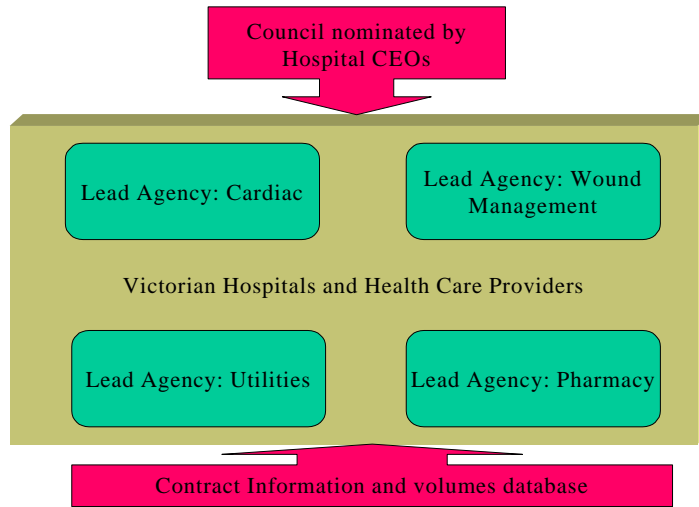 Council nominated by
Hospital CEOs
Lead Agency: Cardiac
Lead Agency: Wound
Management
Victorian Hospitals and Health Care Providers
Lead Agency: Utilities
Lead Agency: Pharmacy
Contract Information and volumes database